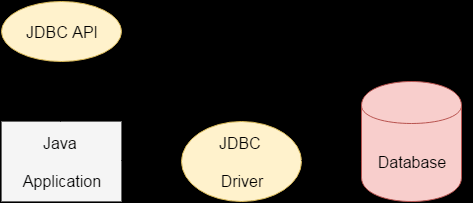 JDBC API
Java
Application
JDBC
Driver
Database